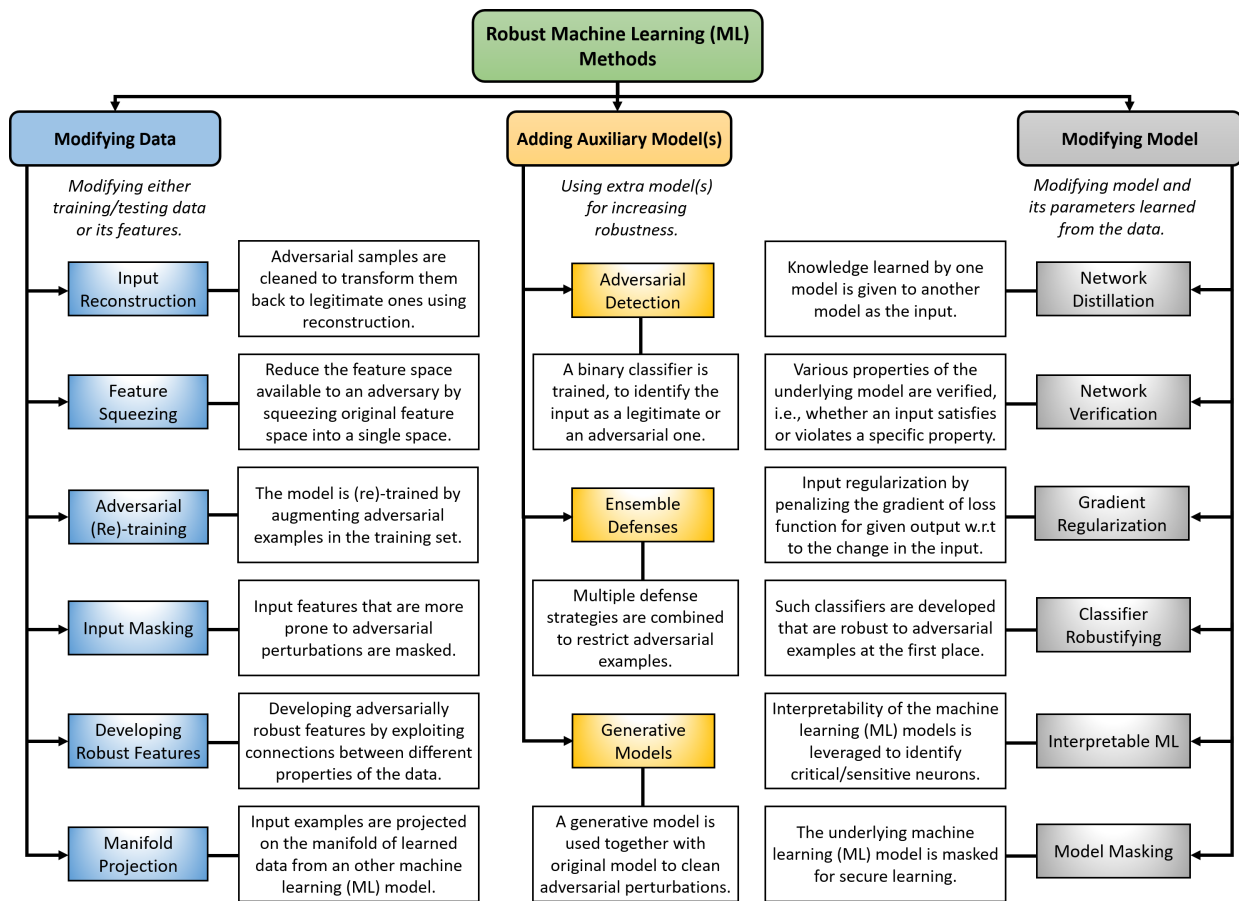 Robust Machine Learning (ML)
Methods
Modifying Data
Modifying either
training/testing data
or its features.
Input
Reconstruction
Adversarial samples are
cleaned to transform them
back to legitimate ones using
reconstruction.
Feature
Squeezing
Reduce the feature space
available to an adversary by
squeezing original feature
space into a single space.
Adversarial
(Re)-training
The model is (re)-trained by
augmenting adversarial
examples in the training set.
Input Masking
Input features that are more
prone to adversarial
perturbations are masked.
Developing
Robust Features
Developing adversarially
robust features by exploiting
connections between different
properties of the data.
Manifold
Projection
Input examples are projected
on the manifold of learned
data from an other machine
learning (ML) model.
Adding Auxiliary Model(s)
Using extra model(s)
for increasing
robustness.
Adversarial
Detection
A binary classifier is
trained, to identify the
input as a legitimate or
an adversarial one.
Ensemble
Defenses
Multiple defense
strategies are combined
to restrict adversarial
examples.
Generative
Models
A generative model is
used together with
original model to clean
adversarial perturbations.
Modifying Model
Modifying model and
its parameters learned
from the data.
Network
Distillation
Knowledge learned by one
model is given to another
model as the input.
Network
Verification
Various properties of the
underlying model are verified,
i.e., whether an input satisfies
or violates a specific property.
Gradient
Regularization
Input regularization by
penalizing the gradient of loss
function for given output w.r.t
to the change in the input.
Classifier
Robustifying
Such classifiers are developed
that are robust to adversarial
examples at the first place.
Interpretable ML
Interpretability of the machine
learning (ML) models is
leveraged to identify
critical/sensitive neurons.
Model Masking
The underlying machine
learning (ML) model is masked
for secure learning.